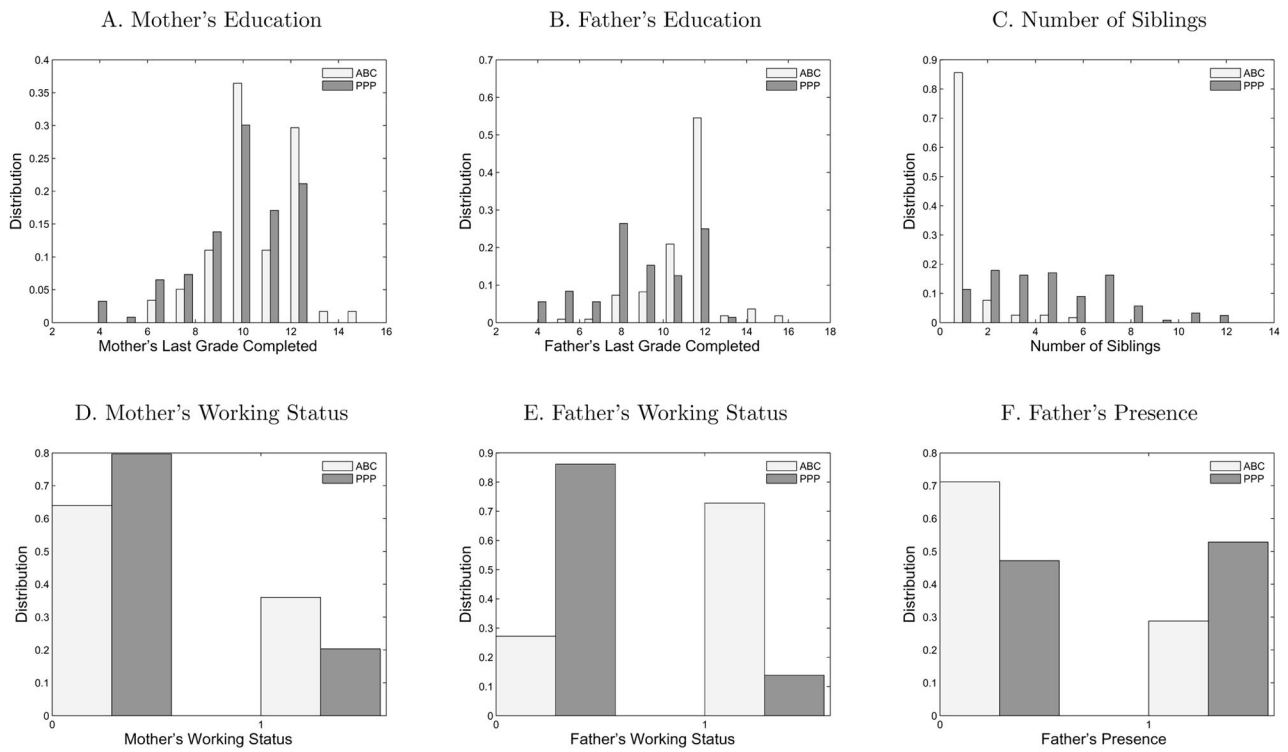 A. Mother's Education
0.4
0.35
0.3
0.25
0.2
0.15
0.1
0.05
0
Distribution
ABC
PPP
2 4 6 8 10 12 14 16
Mother's Last Grade Completed
B. Father's Education
0.7
0.6
0.5
0.4
0.3
0.2
0.1
0
Distribution
ABC
PPP
2 4 6 8 10 12 14 16 18
Father's Last Grade Completed
C. Number of Siblings
0.9
0.8
0.7
0.6
0.5
0.4
0.3
0.2
0.1
0
Distribution
ABC
PPP
0 2 4 6 8 10 12 14
Number of Siblings
D. Mother's Working Status
0.8
0.7
0.6
0.5
0.4
0.3
0.2
0.1
0
Distribution
ABC
PPP
0 1
Mother's Working Status
E. Father's Working Status
0.9
0.8
0.7
0.6
0.5
0.4
0.3
0.2
0.1
0
Distribution
ABC
PPP
0 1
Father's Working Status
F. Father's Presence
0.8
0.7
0.6
0.5
0.4
0.3
0.2
0.1
0
Distribution
ABC
PPP
0 1
Father's Presence